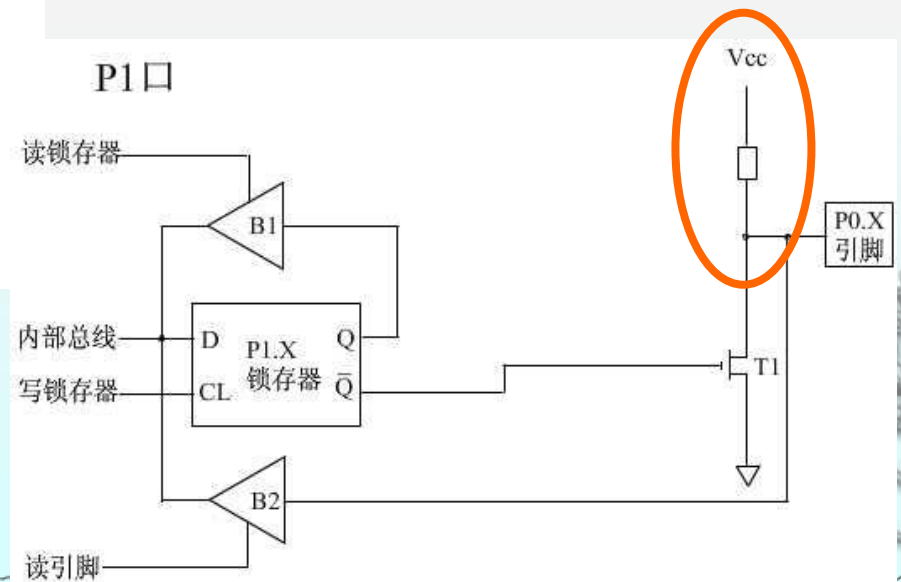 P1口
Vcc
读锁存器
B1
P0.X
引脚
内部总线
D
P1.X
Q
写锁存器
CL
锁存器
Q̅
T1
B2
读引脚